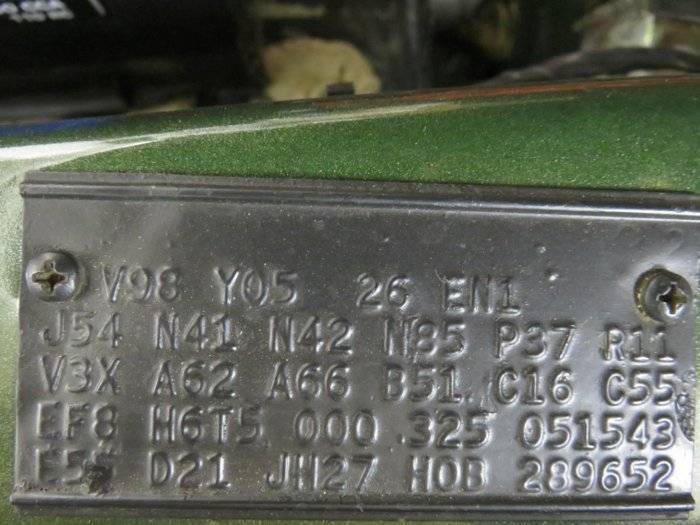 V98 Y05 26 EN1
J54 N41 N42 N85 P37 R11
V3X A62 A66 B51 C16 C55
EF8 H6T5 000 325 051543
D21 JH27 H0B 289652